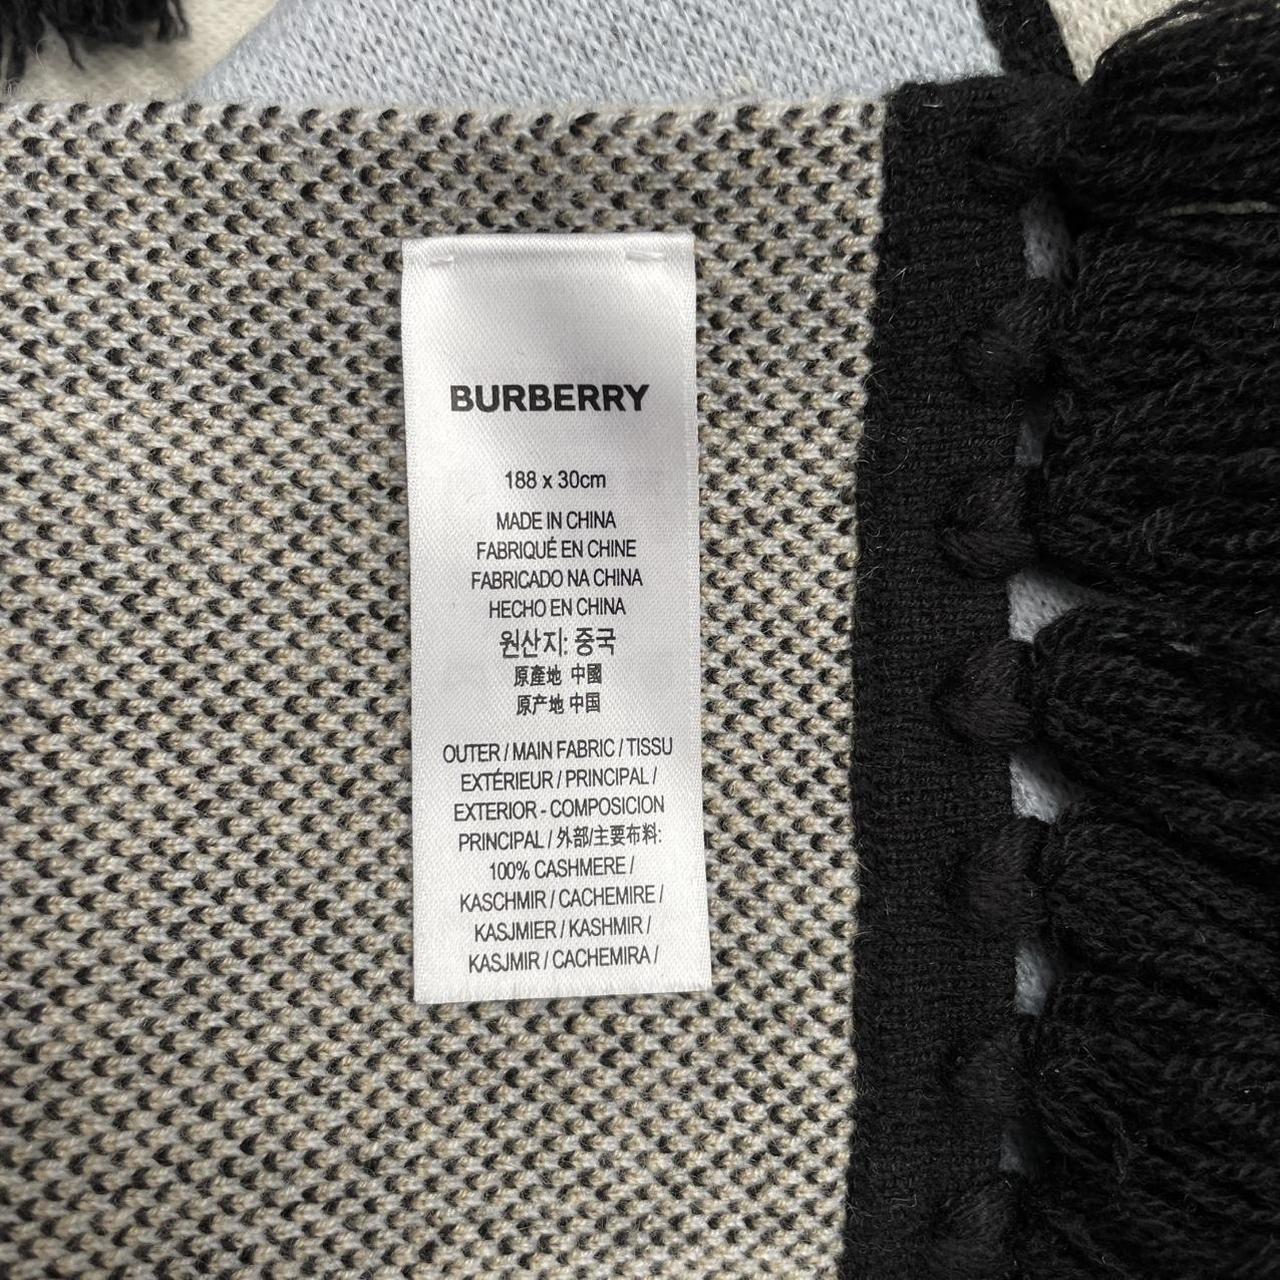 BURBERRY
188 x 30cm
MADE IN CHINA
FABRIQUÉ EN CHINE
FABRICADO NA CHINA
HECHO EN CHINA
원산지: 중국
原產地 中國
原产地 中国
OUTER / MAIN FABRIC / TISSU
EXTÉRIEUR / PRINCIPAL /
EXTERIOR - COMPOSICION
PRINCIPAL / 外部/主要布料:
100% CASHMERE /
KASCHMIR / CACHEMIRE /
KASJMIER / KASHMIR /
KASJMIR / CACHEMIRA /